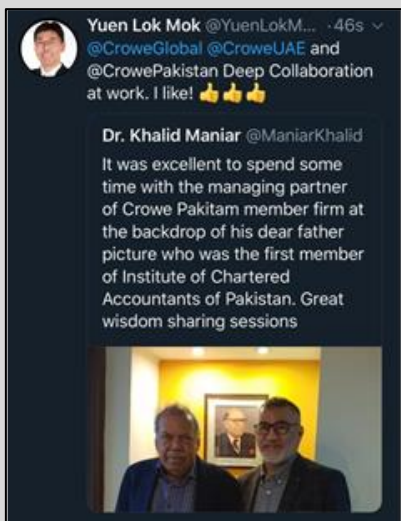 Yuen Lok Mok @YuenLokM... · 46s
@CroweGlobal @CroweUAE and
@CrowePakistan Deep Collaboration
at work. I like! 👍👍👍
Dr. Khalid Maniar @ManiarKhalid
It was excellent to spend some
time with the managing partner
of Crowe Pakitam member firm at
the backdrop of his dear father
picture who was the first member
of Institute of Chartered
Accountants of Pakistan. Great
wisdom sharing sessions